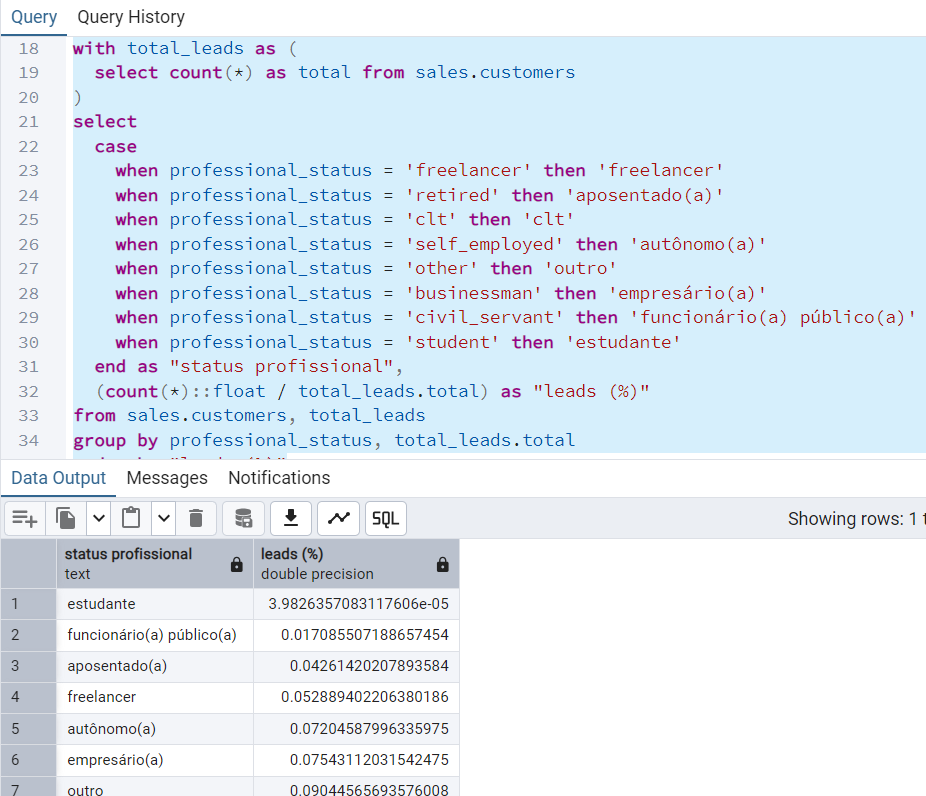 Query Query History
18 with total_leads as (
19 select count(*) as total from sales.customers
20 )
21 select
22 case
23 when professional_status = 'freelancer' then 'freelancer'
24 when professional_status = 'retired' then 'aposentado(a)'
25 when professional_status = 'clt' then 'clt'
26 when professional_status = 'self_employed' then 'autônomo(a)'
27 when professional_status = 'other' then 'outro'
28 when professional_status = 'businessman' then 'empresário(a)'
29 when professional_status = 'civil_servant' then 'funcionário(a) público(a)'
30 when professional_status = 'student' then 'estudante'
31 end as "status profissional",
32 (count(*)::float / total_leads.total) as "leads (%)"
33 from sales.customers, total_leads
34 group by professional_status, total_leads.total
Data Output Messages Notifications
SQL Showing rows: 1 t
status profissional leads (%)
text double precision
1 estudante 3.9826357083117606e-05
2 funcionário(a) público(a) 0.017085507188657454
3 aposentado(a) 0.04261420207893584
4 freelancer 0.052889402206380186
5 autônomo(a) 0.07204587996335975
6 empresário(a) 0.07543112031542475
7 outro 0.09044565693576008